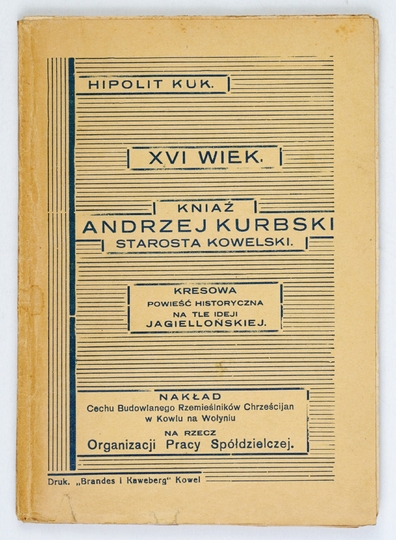 HIPOLIT KUK.
XVI WIEK.
KNIAŹ
ANDRZEJ KURBSKI
STAROSTA KOWELSKI.
KRESOWA
POWIEŚĆ HISTORYCZNA
NA TLE IDEJI
JAGIELLOŃSKIEJ.
NAKŁAD
Cechu Budowlanego Rzemieślników Chrześcijan
w Kowlu na Wołyniu
NA RZECZ
Organizacji Pracy Spółdzielczej.
Druk. „Brandes i Kaweberg" Kowel